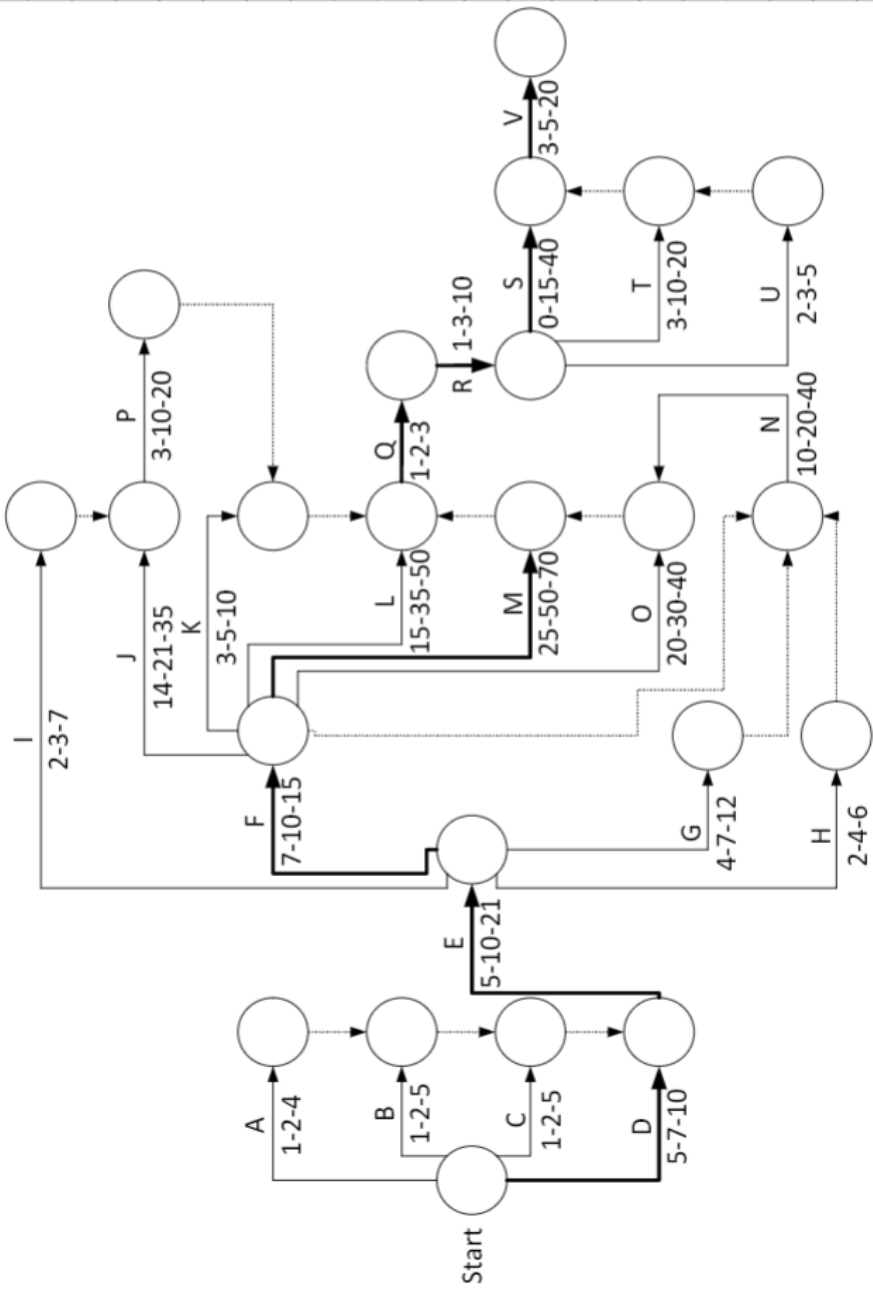 Start
A
1-2-4
B
1-2-5
C
1-2-5
D
5-7-10
E
5-10-21
F
7-10-15
G
4-7-12
H
2-4-6
I
2-3-7
J
14-21-35
K
3-5-10
L
15-35-50
M
25-50-70
O
20-30-40
N
10-20-40
P
3-10-20
Q
1-2-3
R
1-3-10
S
0-15-40
T
3-10-20
U
2-3-5
V
3-5-20